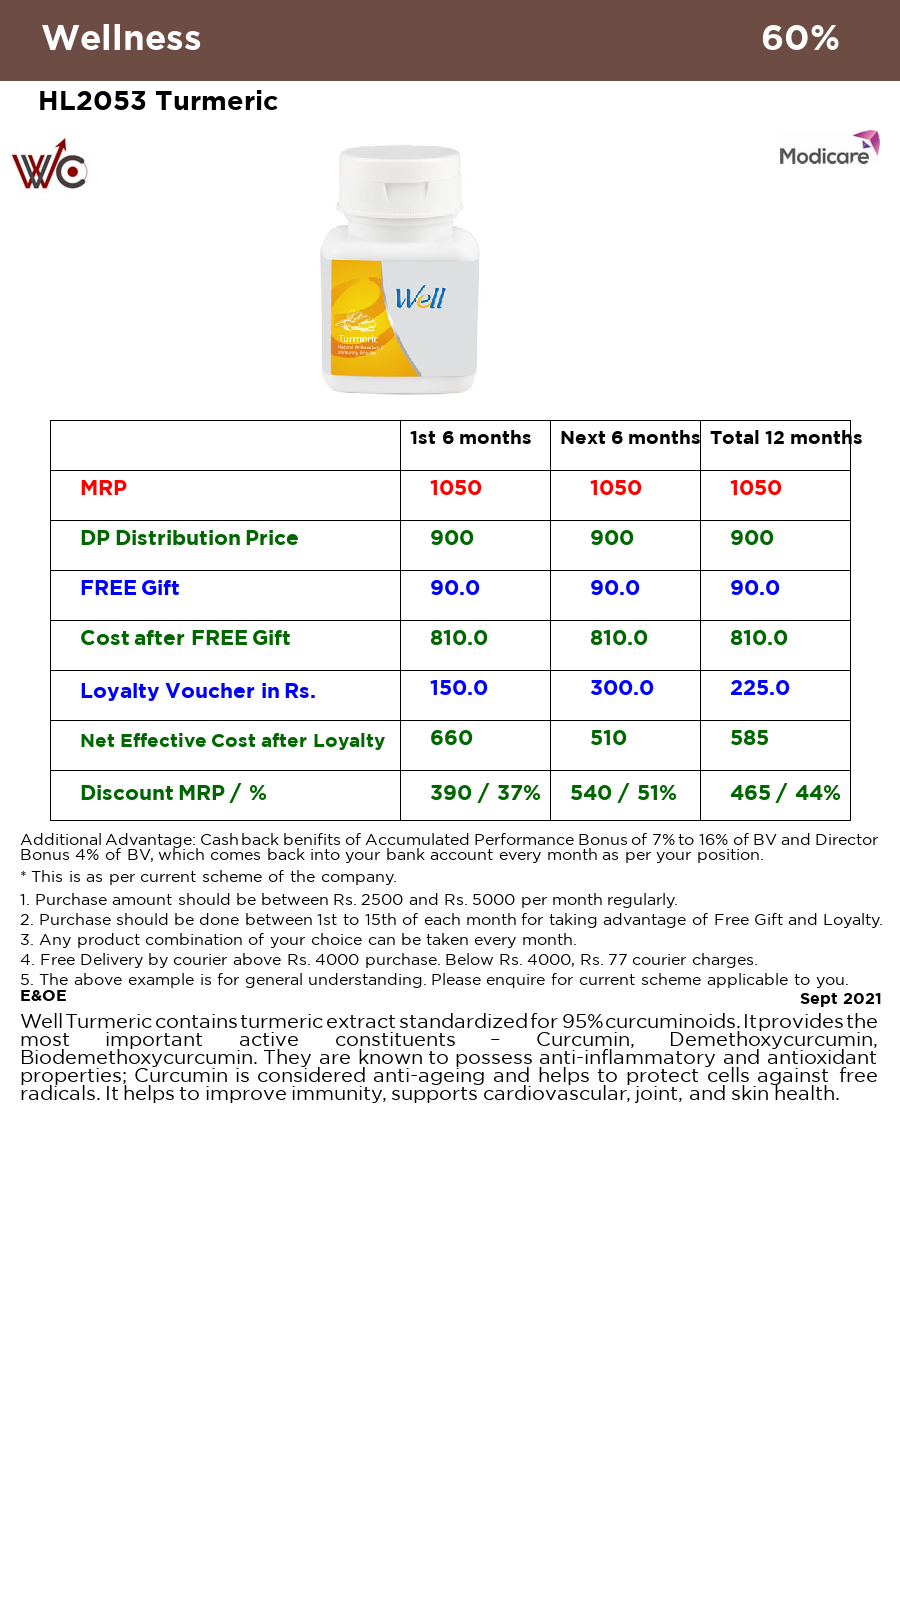 Wellness 60%
HL2053 Turmeric
WC
Modicare
Well
Turmeric
Natural Antioxidant &
Immunity Booster
1st 6 months Next 6 months Total 12 months
MRP 1050 1050 1050
DP Distribution Price 900 900 900
FREE Gift 90.0 90.0 90.0
Cost after FREE Gift 810.0 810.0 810.0
Loyalty Voucher in Rs. 150.0 300.0 225.0
Net Effective Cost after Loyalty 660 510 585
Discount MRP / % 390 / 37% 540 / 51% 465 / 44%
Additional Advantage: Cashback benifits of Accumulated Performance Bonus of 7% to 16% of BV and Director
Bonus 4% of BV, which comes back into your bank account every month as per your position.
* This is as per current scheme of the company.
1. Purchase amount should be between Rs. 2500 and Rs. 5000 per month regularly.
2. Purchase should be done between 1st to 15th of each month for taking advantage of Free Gift and Loyalty.
3. Any product combination of your choice can be taken every month.
4. Free Delivery by courier above Rs. 4000 purchase. Below Rs. 4000, Rs. 77 courier charges.
5. The above example is for general understanding. Please enquire for current scheme applicable to you.
E&OE Sept 2021
Well Turmeric contains turmeric extract standardized for 95% curcuminoids. It provides the
most important active constituents – Curcumin, Demethoxycurcumin,
Biodemethoxycurcumin. They are known to possess anti-inflammatory and antioxidant
properties; Curcumin is considered anti-ageing and helps to protect cells against free
radicals. It helps to improve immunity, supports cardiovascular, joint, and skin health.